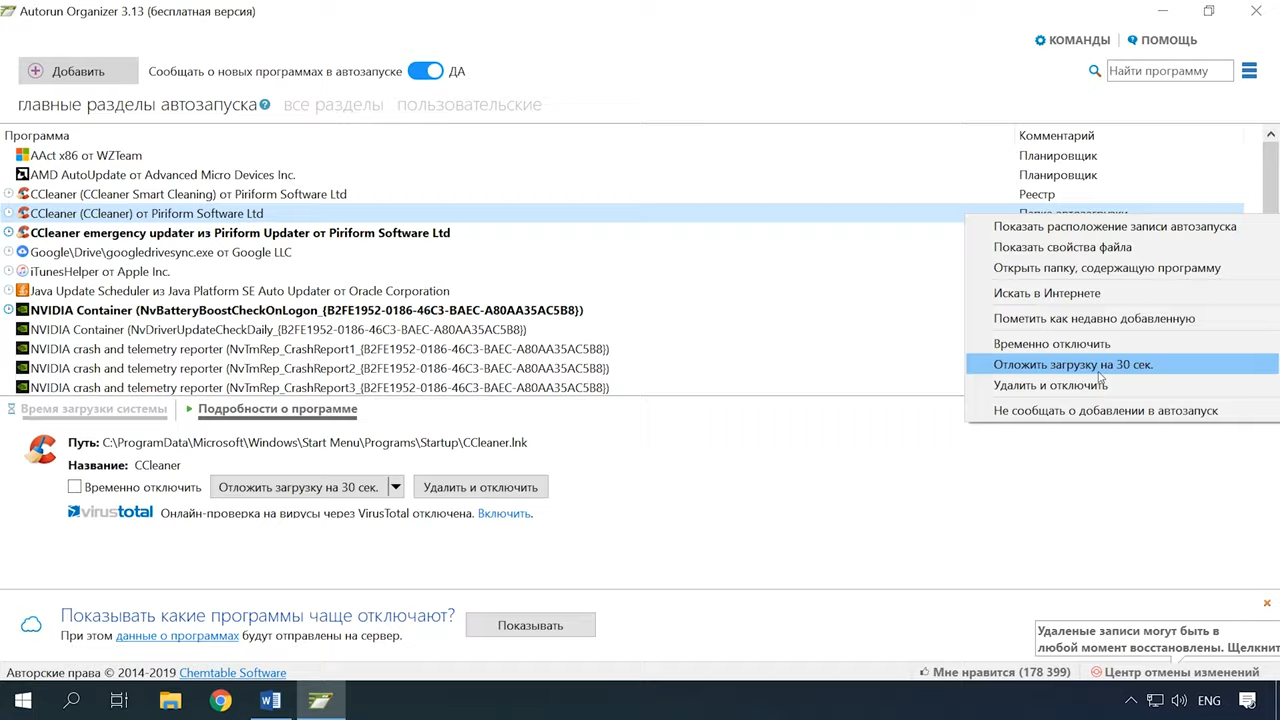 Autorun Organizer 3.13 (бесплатная версия)
КОМАНДЫ
ПОМОЩЬ
Добавить
Сообщать о новых программах в автозапуске
ДА
Найти программу
главные разделы автозапуска
все разделы
пользовательские
Программа
Комментарий
AAct x86 от WZTeam
Планировщик
AMD AutoUpdate от Advanced Micro Devices Inc.
Планировщик
CCleaner (CCleaner Smart Cleaning) от Piriform Software Ltd
Реестр
CCleaner (CCleaner) от Piriform Software Ltd
Папка автозагрузки
CCleaner emergency updater из Piriform Updater от Piriform Software Ltd
Google\Drive\googledrivesync.exe от Google LLC
iTunesHelper от Apple Inc.
Java Update Scheduler из Java Platform SE Auto Updater от Oracle Corporation
NVIDIA Container (NvBatteryBoostCheckOnLogon_{B2FE1952-0186-46C3-BAEC-A80AA35AC5B8})
NVIDIA Container (NvDriverUpdateCheckDaily_{B2FE1952-0186-46C3-BAEC-A80AA35AC5B8})
NVIDIA crash and telemetry reporter (NvTmRep_CrashReport1_{B2FE1952-0186-46C3-BAEC-A80AA35AC5B8})
NVIDIA crash and telemetry reporter (NvTmRep_CrashReport2_{B2FE1952-0186-46C3-BAEC-A80AA35AC5B8})
NVIDIA crash and telemetry reporter (NvTmRep_CrashReport3_{B2FE1952-0186-46C3-BAEC-A80AA35AC5B8})
Показать расположение записи автозапуска
Показать свойства файла
Открыть папку, содержащую программу
Искать в Интернете
Пометить как недавно добавленную
Временно отключить
Отложить загрузку на 30 сек.
Удалить и отключить
Не сообщать о добавлении в автозапуск
Время загрузки системы
Подробности о программе
Путь: C:\ProgramData\Microsoft\Windows\Start Menu\Programs\Startup\CCleaner.lnk
Название: CCleaner
Временно отключить
Отложить загрузку на 30 сек.
Удалить и отключить
virustotal
Онлайн-проверка на вирусы через VirusTotal отключена. Включить.
Показывать какие программы чаще отключают?
При этом данные о программах будут отправлены на сервер.
Показывать
Удаленые записи могут быть в
любой момент восстановлены. Щелкнит
Авторские права © 2014-2019 Chemtable Software
Мне нравится (178 399)
Центр отмены изменений
ENG